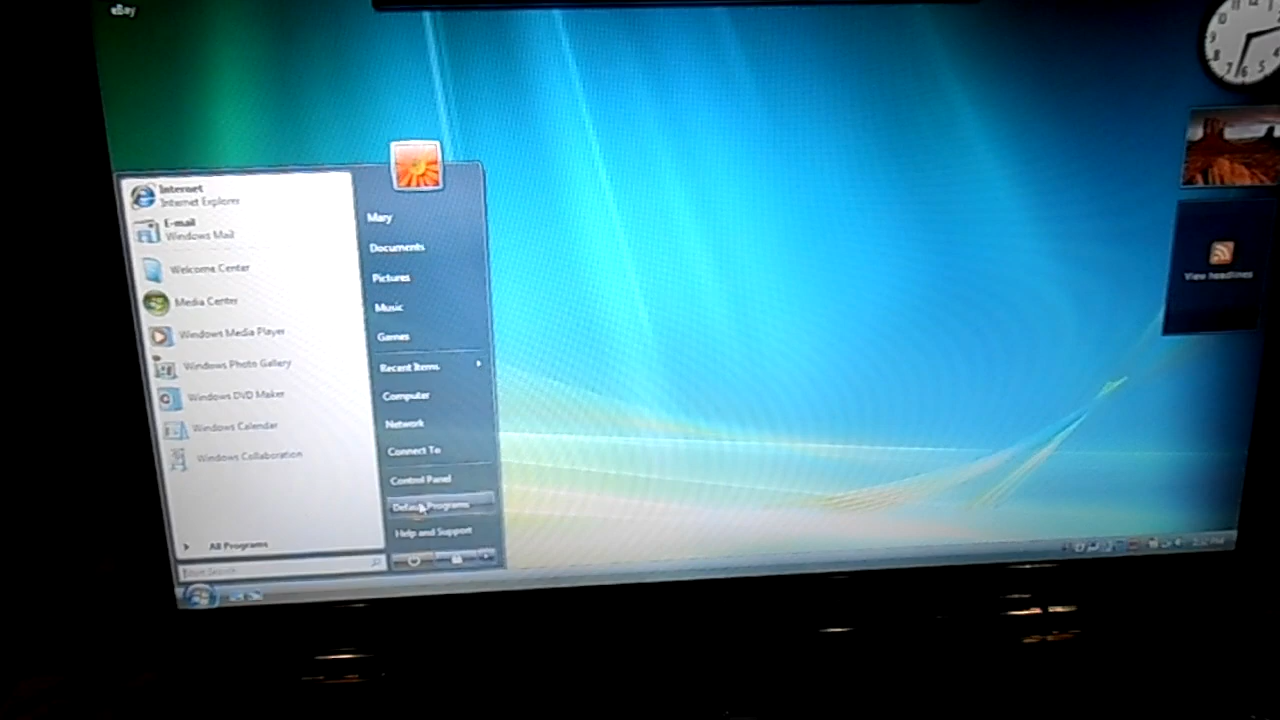 eBay
Internet
Internet Explorer
E-mail
Windows Mail
Welcome Center
Media Center
Windows Media Player
Windows Photo Gallery
Windows DVD Maker
Windows Calendar
Windows Collaboration
All Programs
Mary
Documents
Pictures
Music
Games
Recent Items
Computer
Network
Connect To
Control Panel
Default Programs
Help and Support
View headlines